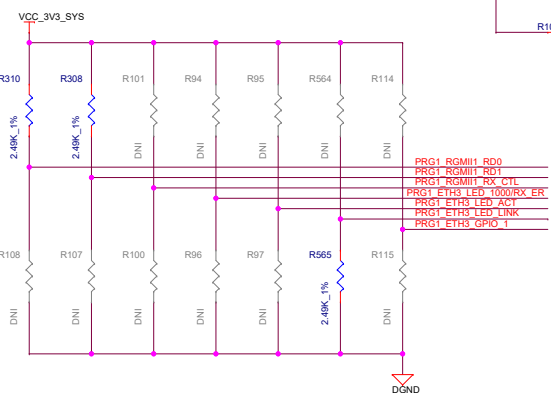 VCC_3V3_SYS
R10
R310
R308
R101
R94
R95
R564
R114
2.49K_1%
2.49K_1%
DNI
DNI
DNI
DNI
DNI
PRG1_RGMII1_RD0
PRG1_RGMII1_RD1
PRG1_RGMII1_RX_CTL
PRG1_ETH3_LED_1000/RX_ER
PRG1_ETH3_LED_ACT
PRG1_ETH3_LED_LINK
PRG1_ETH3_GPIO_1
R108
R107
R100
R96
R97
R565
R115
DNI
DNI
DNI
DNI
DNI
2.49K_1%
DNI
DGND